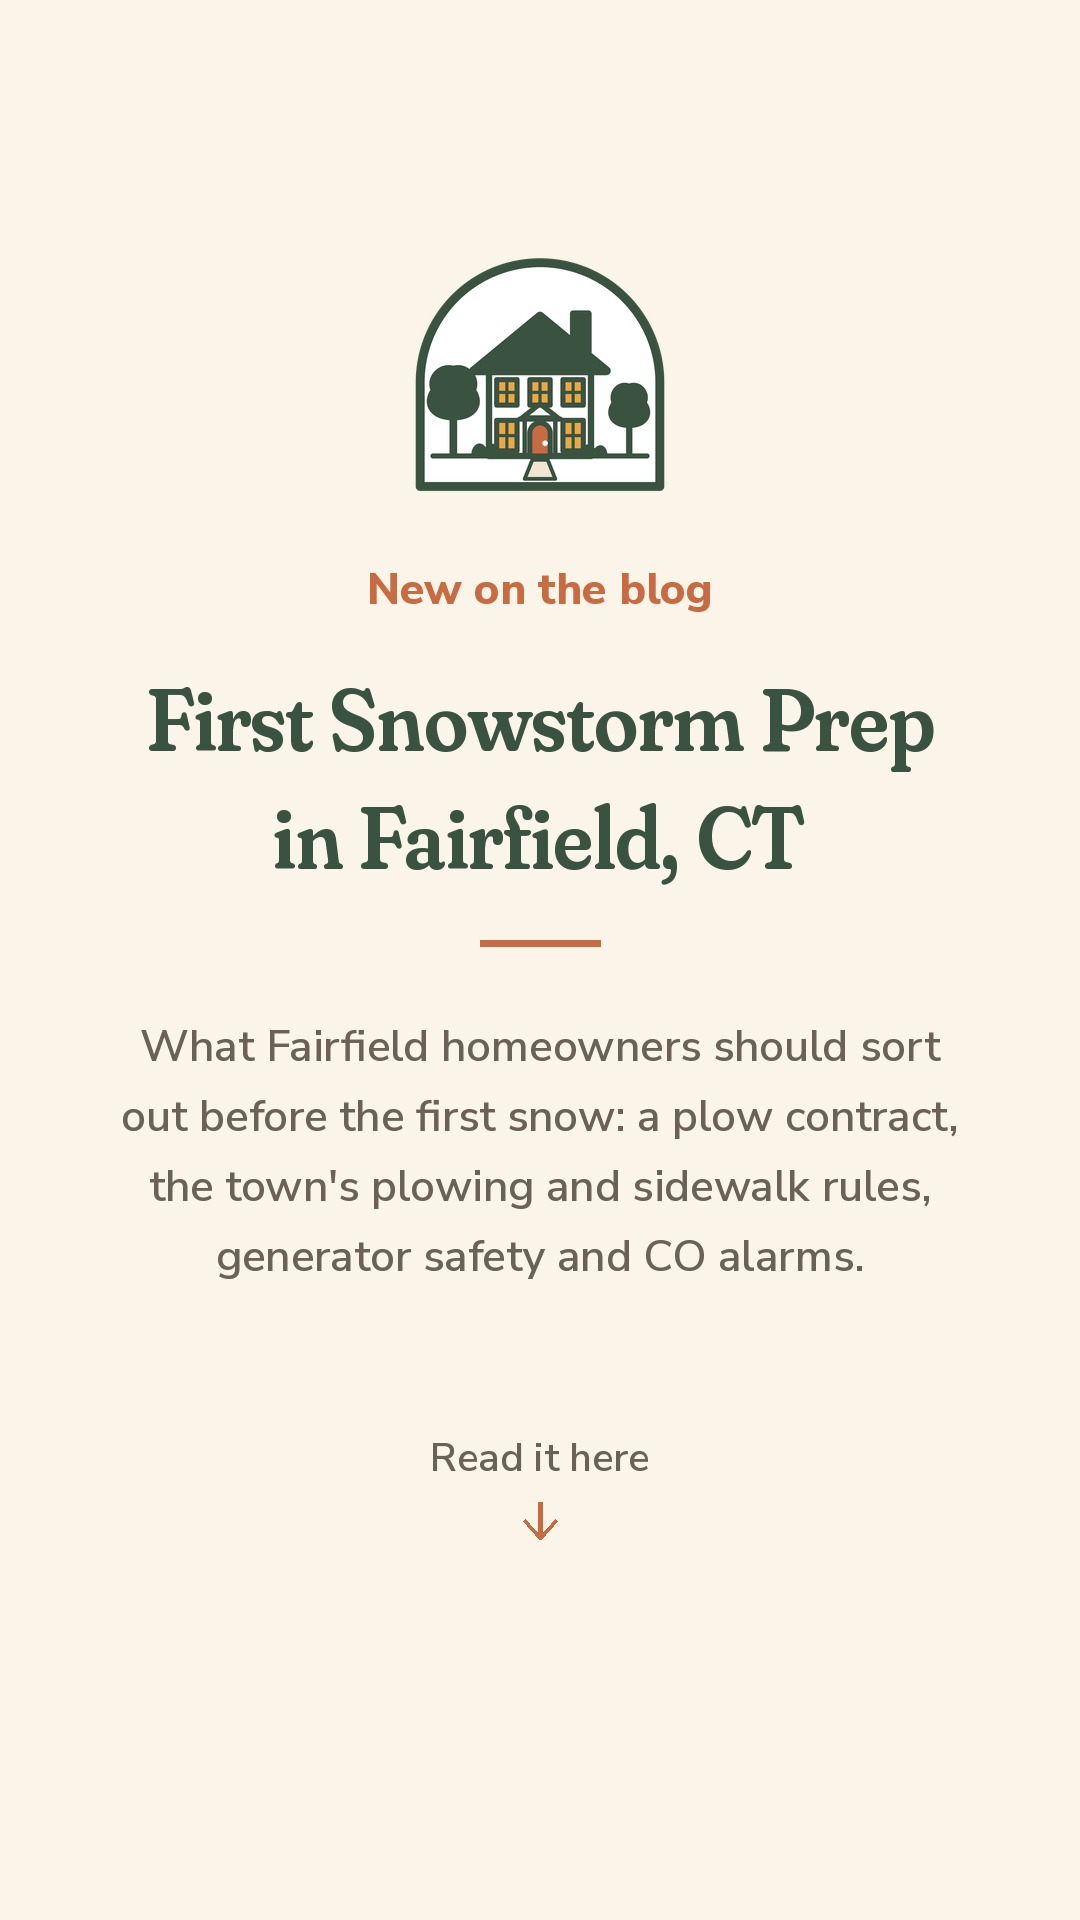 New on the blog
First Snowstorm Prep
in Fairfield, CT
What Fairfield homeowners should sort
out before the first snow: a plow contract,
the town's plowing and sidewalk rules,
generator safety and CO alarms.
Read it here